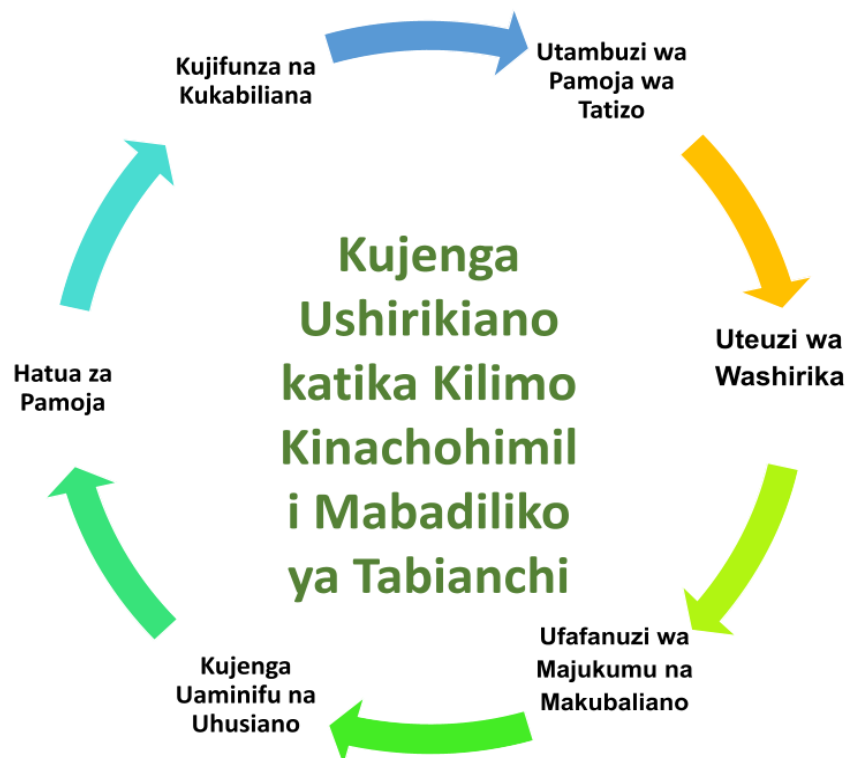 Kujifunza na
Kukabiliana
Utambuzi wa
Pamoja wa
Tatizo
Uteuzi wa
Washirika
Ufafanuzi wa
Majukumu na
Makubaliano
Kujenga
Uaminifu na
Uhusiano
Hatua za
Pamoja
Kujenga
Ushirikiano
katika Kilimo
Kinachohimil
i Mabadiliko
ya Tabianchi